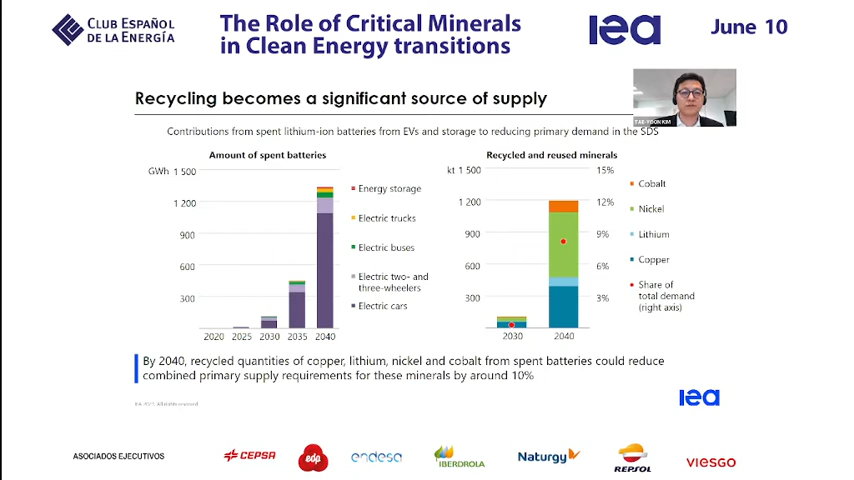 CLUB ESPAÑOL
DE LA ENERGÍA
The Role of Critical Minerals
in Clean Energy transitions
iea
June 10
Recycling becomes a significant source of supply
TAE-YOON KIM
Contributions from spent lithium-ion batteries from EVs and storage to reducing primary demand in the SDS
Amount of spent batteries
GWh 1 500
1 200
900
600
300
2020 2025 2030 2035 2040
Energy storage
Electric trucks
Electric buses
Electric two- and
three-wheelers
Electric cars
Recycled and reused minerals
kt 1 500
1 200
900
600
300
15%
12%
9%
6%
3%
2030 2040
Cobalt
Nickel
Lithium
Copper
Share of
total demand
(right axis)
By 2040, recycled quantities of copper, lithium, nickel and cobalt from spent batteries could reduce
combined primary supply requirements for these minerals by around 10%
All rights reserved
iea
ASOCIADOS EJECUTIVOS
CEPSA
edp
endesa
IBERDROLA
Naturgy
REPSOL
VIESGO